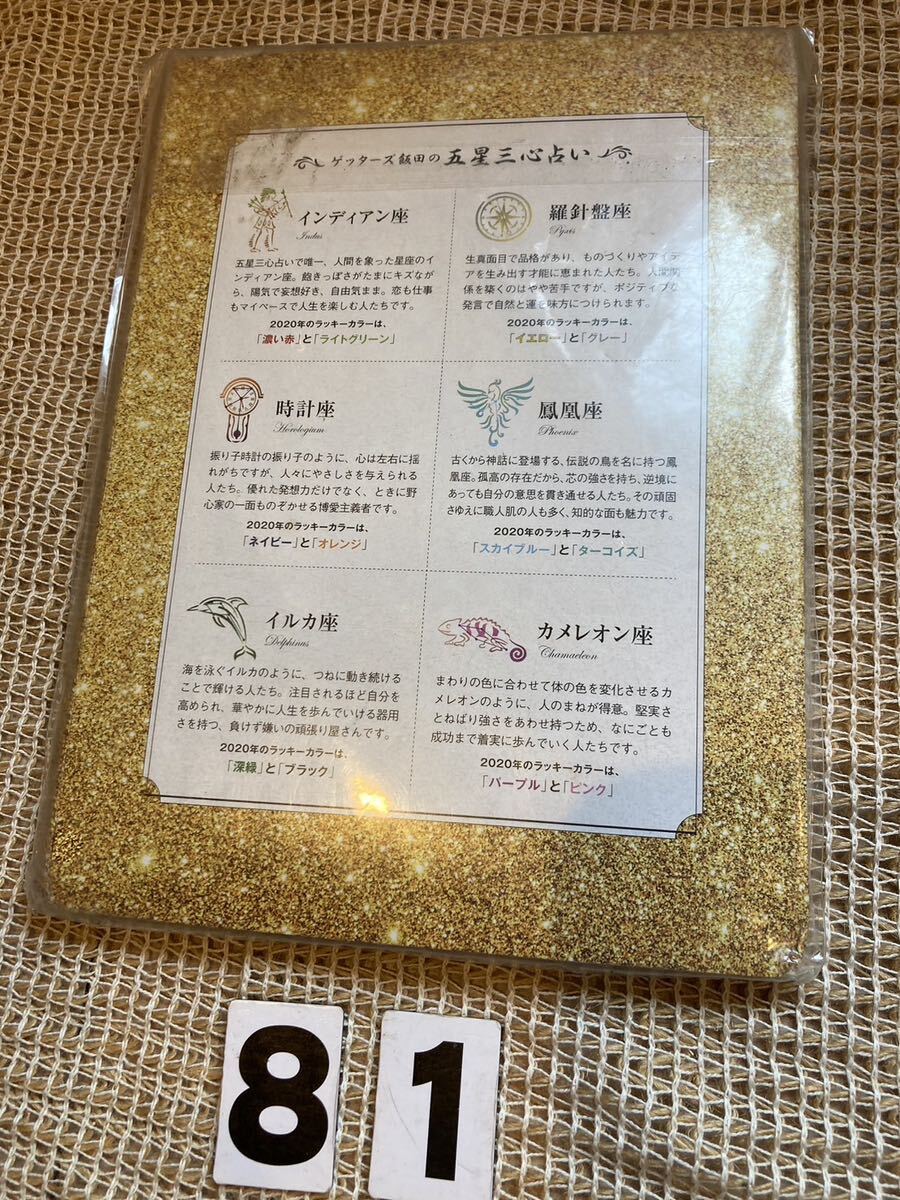 ゲッターズ飯田の 五星三心占い
インディアン座
Indus
五星三心占いで唯一、人間を象った星座のイ
ンディアン座。飽きっぽさがたまにキズなが
ら、陽気で妄想好き、自由気まま。恋も仕事
もマイペースで人生を楽しむ人たちです。
2020年のラッキーカラーは、
「濃い赤」と「ライトグリーン」
羅針盤座
Pyxis
生真面目で品格があり、ものづくりやアイデ
アを生み出す才能に恵まれた人たち。人間関
係を築くのはやや苦手ですが、ポジティブな
発言で自然と運を味方につけられます。
2020年のラッキーカラーは、
「イエロー」と「グレー」
時計座
Horologium
振り子時計の振り子のように、心は左右に揺
れがちですが、人々にやさしさを与えられる
人たち。優れた発想力だけでなく、ときに野
心家の一面ものぞかせる博愛主義者です。
2020年のラッキーカラーは、
「ネイビー」と「オレンジ」
鳳凰座
Phoenix
古くから神話に登場する、伝説の鳥を名に持つ鳳
凰座。孤高の存在だから、芯の強さを持ち、逆境に
あっても自分の意思を貫き通せる人たち。その頑固
さゆえに職人肌の人も多く、知的な面も魅力です。
2020年のラッキーカラーは、
「スカイブルー」と「ターコイズ」
イルカ座
Delphinus
海を泳ぐイルカのように、つねに動き続ける
ことで輝ける人たち。注目されるほど自分を
高められ、華やかに人生を歩んでいける器用
さを持つ、負けず嫌いの頑張り屋さんです。
2020年のラッキーカラーは、
「深緑」と「ブラック」
カメレオン座
Chamaeleon
まわりの色に合わせて体の色を変化させるカ
メレオンのように、人のまねが得意。堅実さ
とねばり強さをあわせ持つため、なにごとも
成功まで着実に歩んでいく人たちです。
2020年のラッキーカラーは、
「パープル」と「ピンク」
8 1